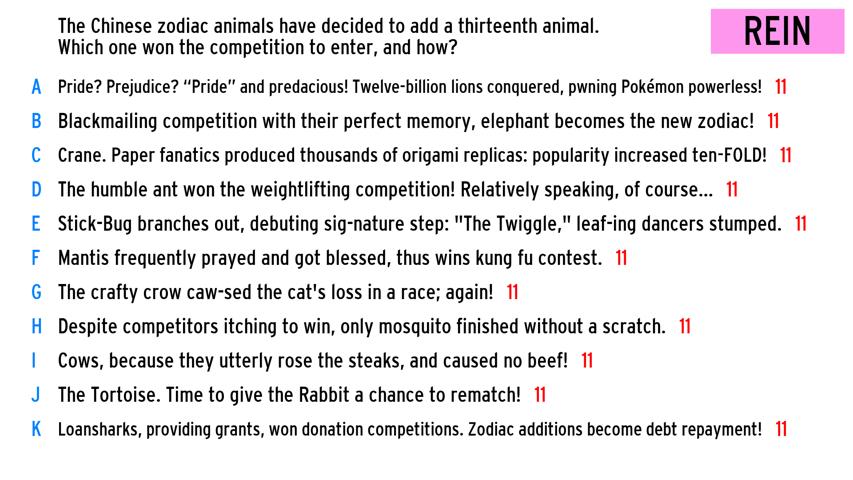 The Chinese zodiac animals have decided to add a thirteenth animal.
Which one won the competition to enter, and how?
REIN
A Pride? Prejudice? “Pride” and predacious! Twelve-billion lions conquered, pwning Pokémon powerless! 11
B Blackmailing competition with their perfect memory, elephant becomes the new zodiac! 11
C Crane. Paper fanatics produced thousands of origami replicas: popularity increased ten-FOLD! 11
D The humble ant won the weightlifting competition! Relatively speaking, of course... 11
E Stick-Bug branches out, debuting sig-nature step: "The Twiggle," leaf-ing dancers stumped. 11
F Mantis frequently prayed and got blessed, thus wins kung fu contest. 11
G The crafty crow caw-sed the cat's loss in a race; again! 11
H Despite competitors itching to win, only mosquito finished without a scratch. 11
I Cows, because they utterly rose the steaks, and caused no beef! 11
J The Tortoise. Time to give the Rabbit a chance to rematch! 11
K Loansharks, providing grants, won donation competitions. Zodiac additions become debt repayment! 11